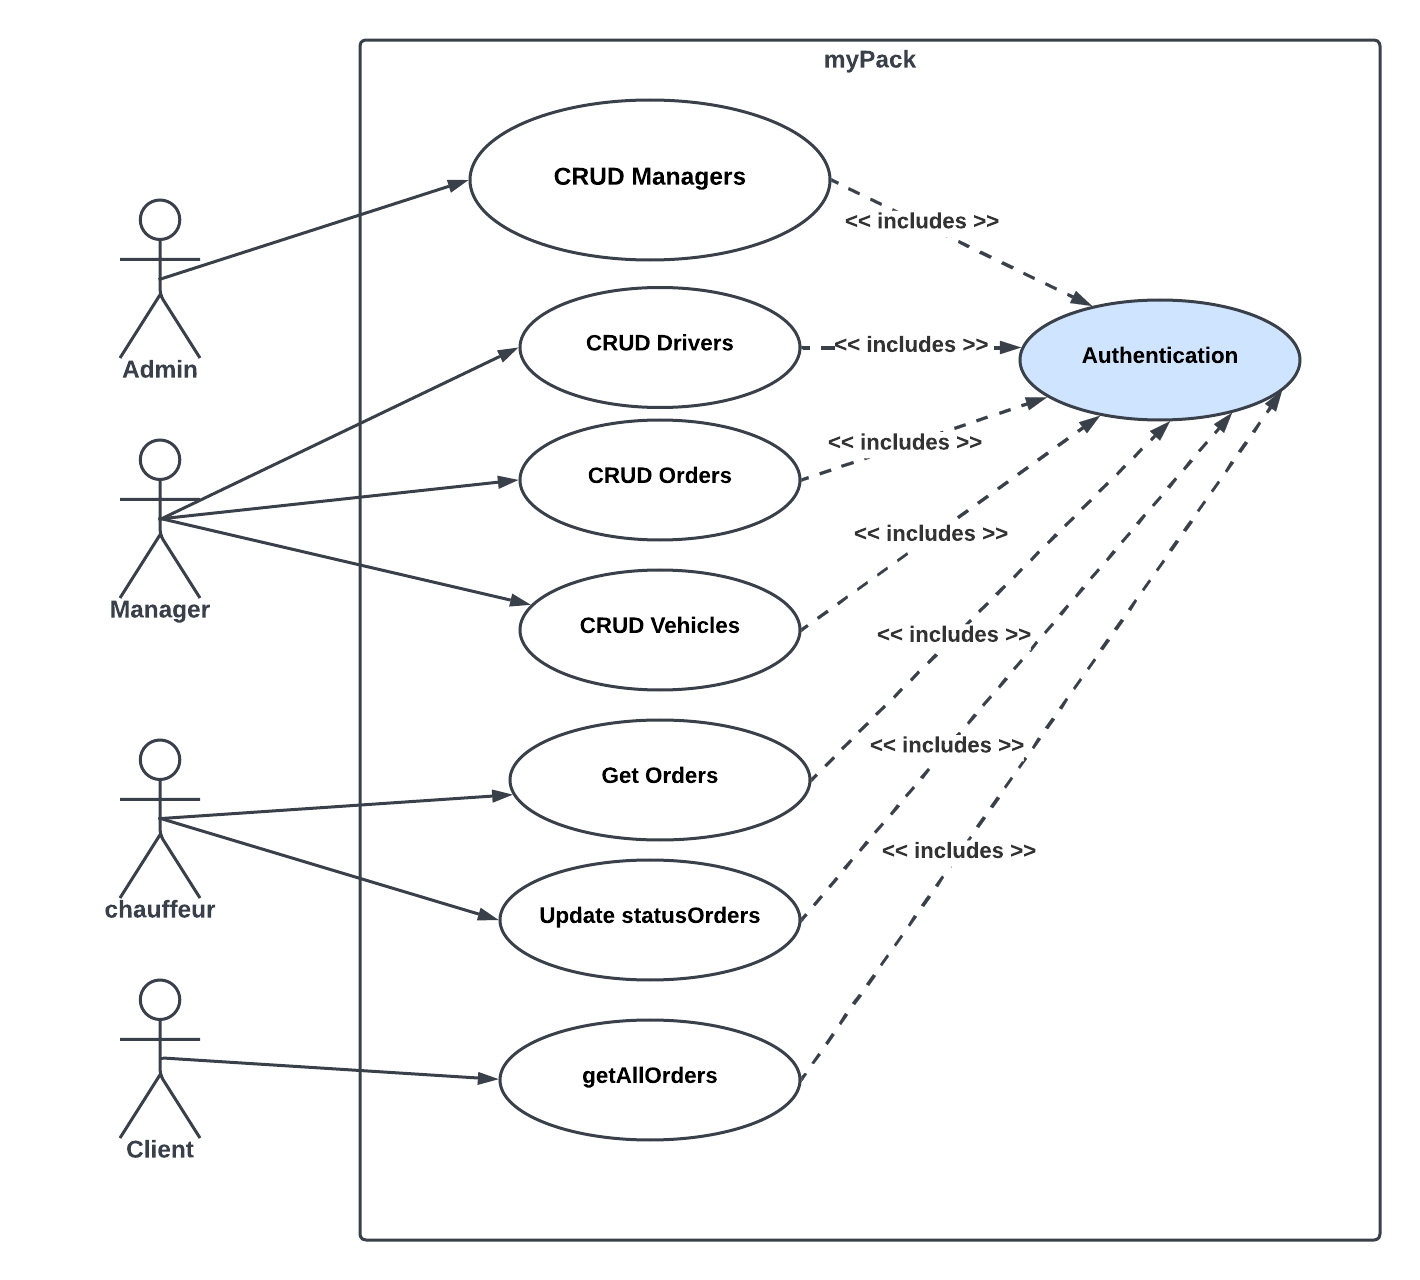 myPack
CRUD Managers
<< includes >>
Admin
CRUD Drivers
<< includes >>
Authentication
CRUD Orders
<< includes >>
Manager
CRUD Vehicles
<< includes >>
<< includes >>
Get Orders
<< includes >>
chauffeur
Update statusOrders
<< includes >>
Client
getAllOrders